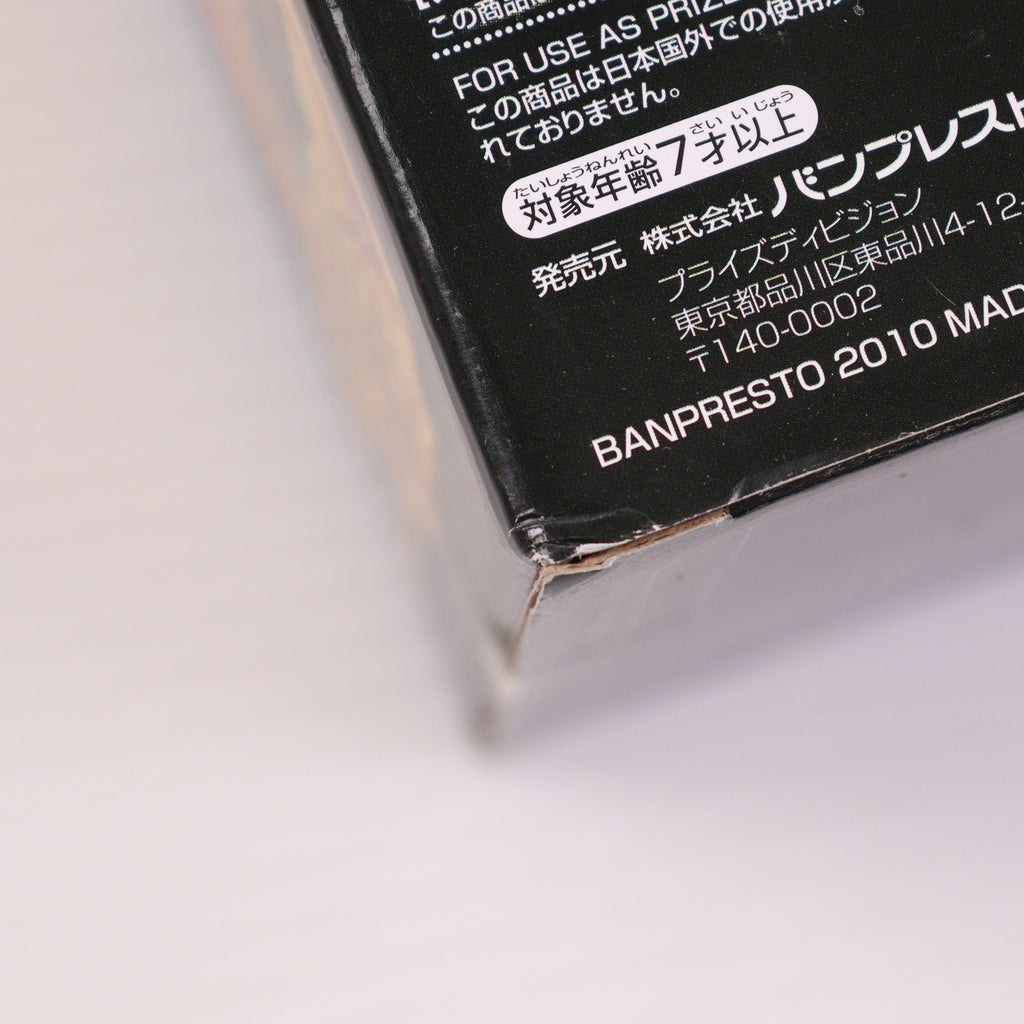 この商品
FOR USE AS PRIZE
この商品は日本国外での使用
れておりません。
たいしょうねんれい さい い じょう
対象年齢7才以上
発売元 株式会社 バンプレスト
プライズディビジョン
東京都品川区東品川4-12-
〒140-0002
BANPRESTO 2010 MAD